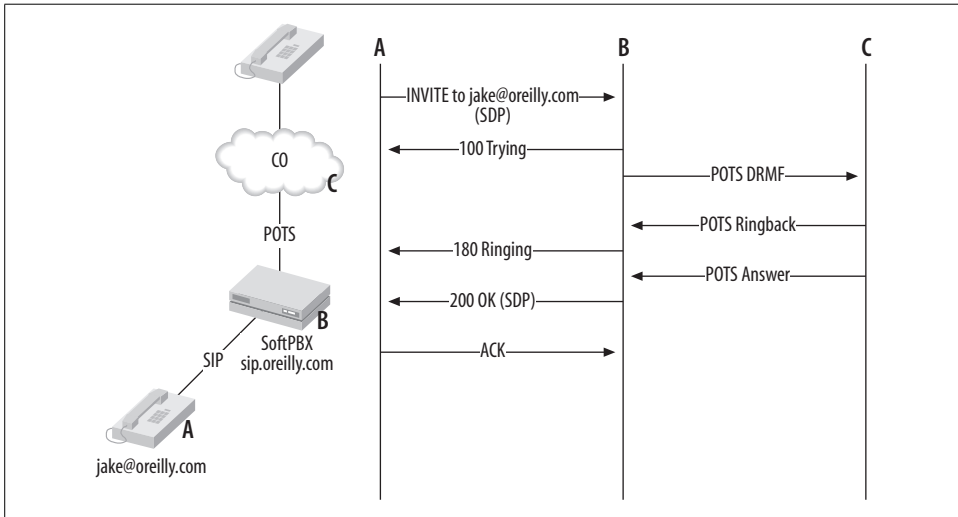 CO
C
POTS
B
SoftPBX
sip.oreilly.com
SIP
A
jake@oreilly.com
A
B
C
INVITE to jake@oreilly.com
(SDP)
100 Trying
POTS DRMF
POTS Ringback
180 Ringing
POTS Answer
200 OK (SDP)
ACK